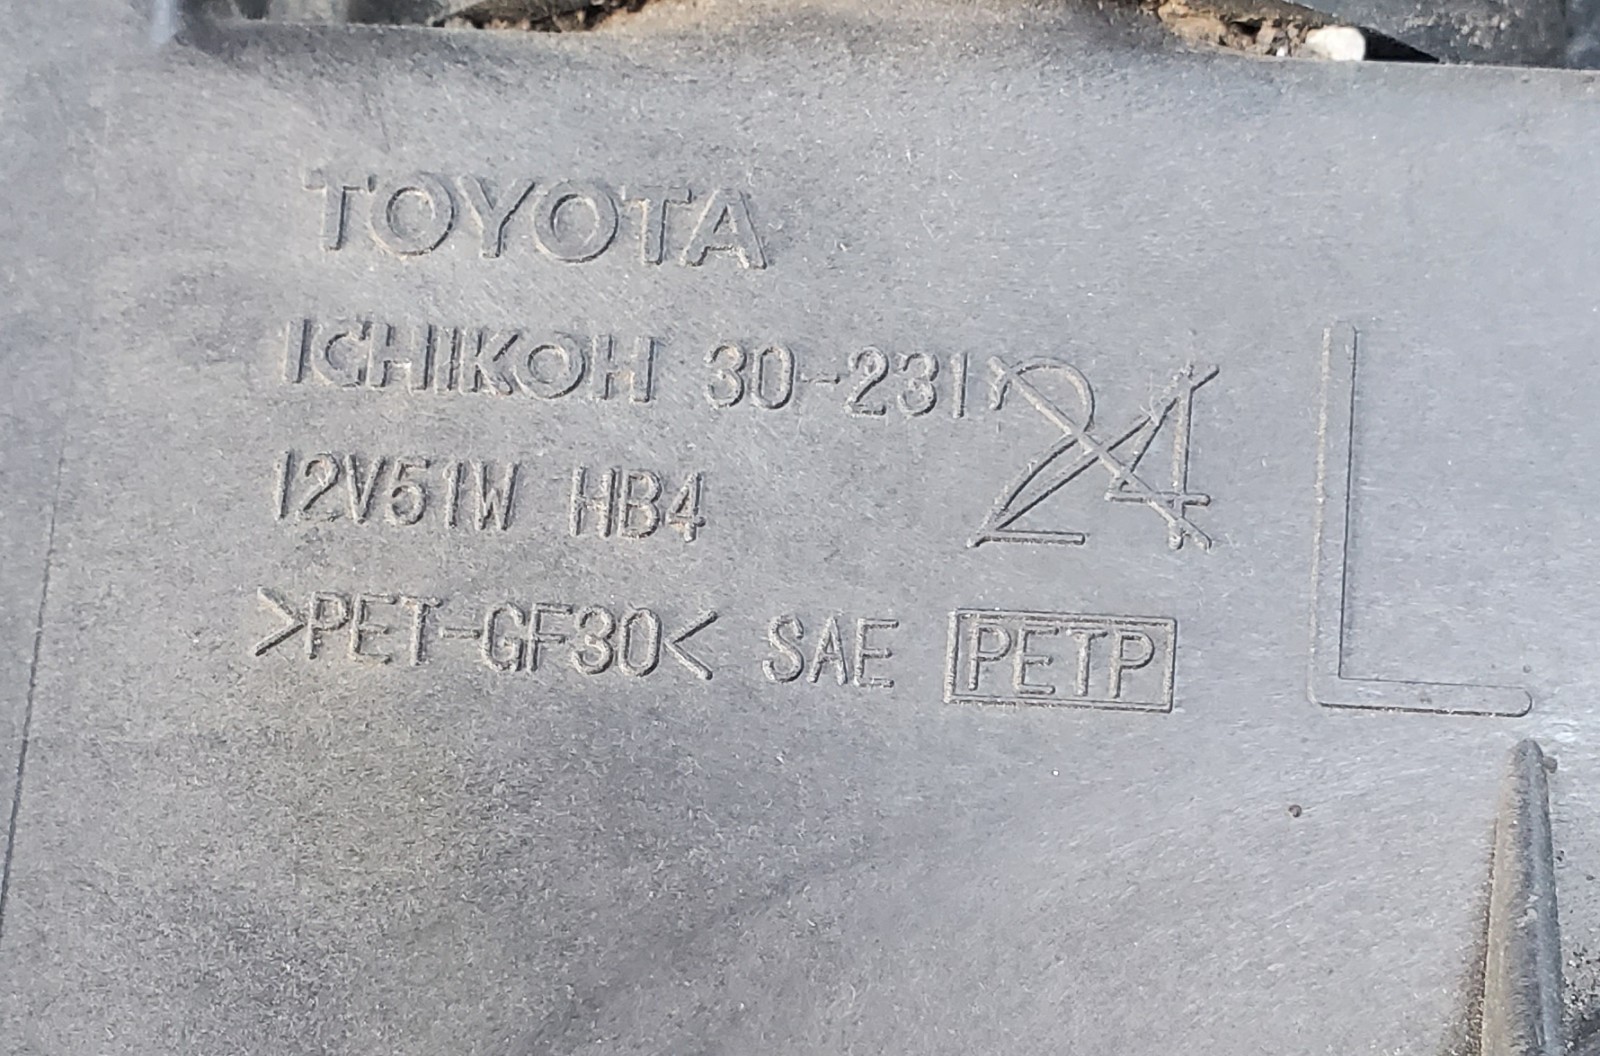 TOYOTA
ICHIKOH 30-231
24
L
12V51W HB4
>PET-GF30< SAE PETP